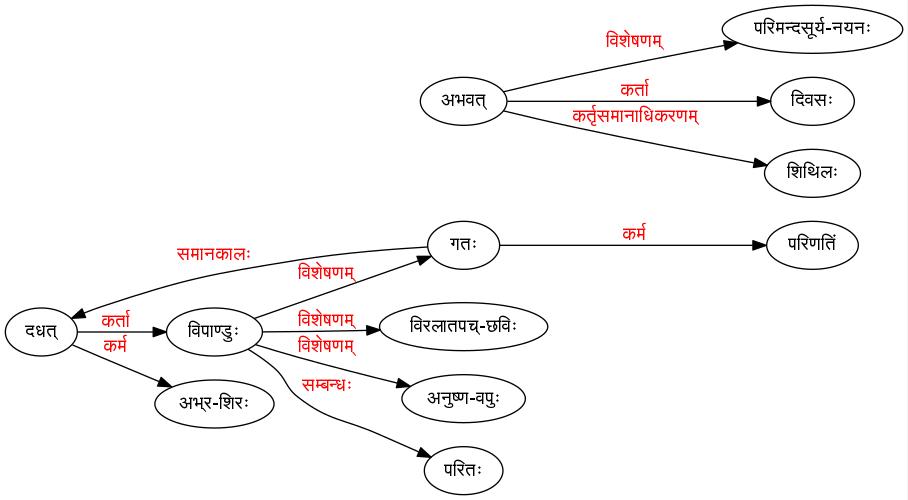 परिमन्दसूर्य-नयनः
विशेषणम्
अभवत्
कर्ता
दिवसः
कर्तृसमानाधिकरणम्
शिथिलः
समानकालः
गतः
कर्म
परिणतिं
विशेषणम्
दधत्
कर्ता
विपाण्डुः
विशेषणम्
विरलातपच्-छविः
कर्म
विशेषणम्
अभ्र-शिरः
सम्बन्धः
अनुष्ण-वपुः
परितः